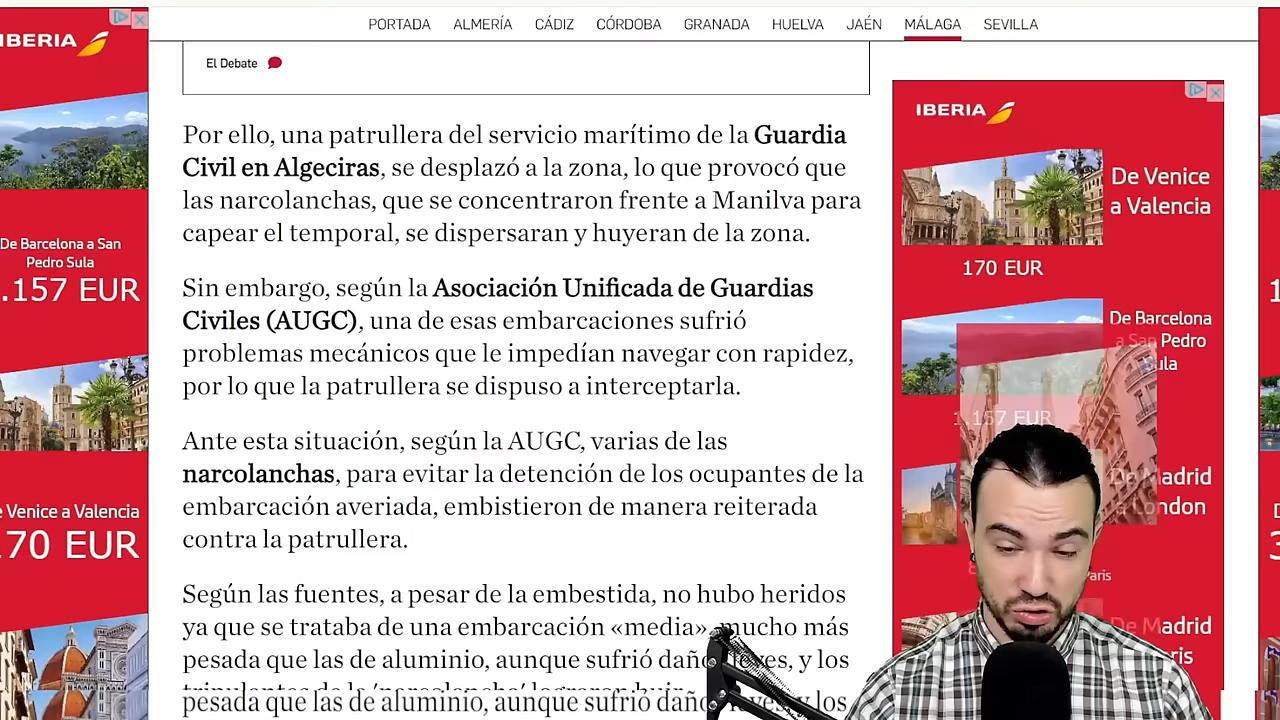 PORTADA ALMERÍA CÁDIZ CÓRDOBA GRANADA HUELVA JAÉN MÁLAGA SEVILLA
El Debate
Por ello, una patrullera del servicio marítimo de la Guardia
Civil en Algeciras, se desplazó a la zona, lo que provocó que
las narcolanchas, que se concentraron frente a Manilva para
capear el temporal, se dispersaran y huyeran de la zona.
Sin embargo, según la Asociación Unificada de Guardias
Civiles (AUGC), una de esas embarcaciones sufrió
problemas mecánicos que le impedían navegar con rapidez,
por lo que la patrullera se dispuso a interceptarla.
Ante esta situación, según la AUGC, varias de las
narcolanchas, para evitar la detención de los ocupantes de la
embarcación averiada, embistieron de manera reiterada
contra la patrullera.
Según las fuentes, a pesar de la embestida, no hubo heridos
ya que se trataba de una embarcación «media», mucho más
pesada que las de aluminio, aunque sufrió daños leves, y los
tripulantes de la 'narcolancha' lograron huir.
pesada que las de aluminio, aunque sufrió daños leves, y los
IBERIA
De Barcelona a San
Pedro Sula
.157 EUR
e Venice a Valencia
170 EUR
IBERIA
De Venice
a Valencia
170 EUR
De Barcelona
a San Pedro
Sula
1.157 EUR
De Madrid
a London
Paris
De Madrid